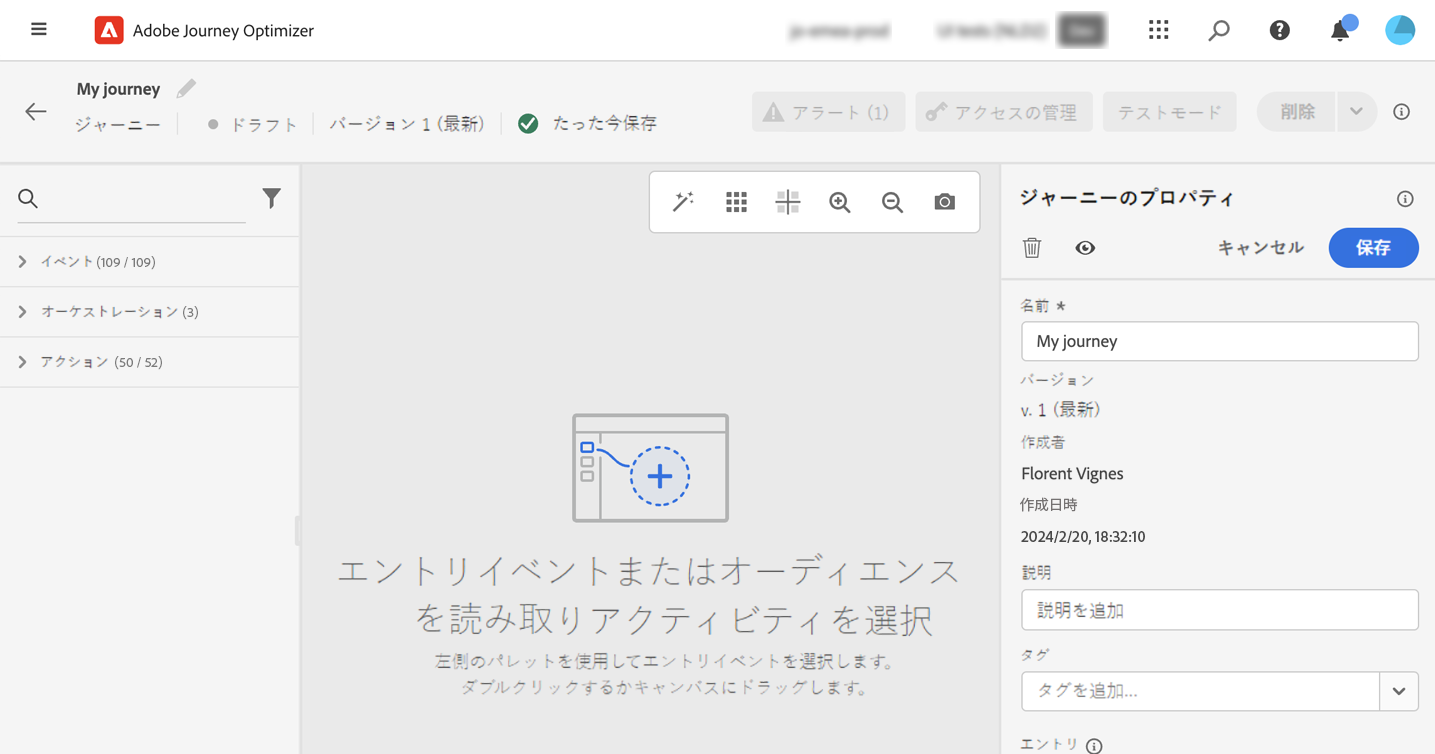 Adobe Journey Optimizer
My journey
ジャーニー
ドラフト
バージョン 1 (最新)
たった今保存
アラート (1)
アクセスの管理
テストモード
削除
イベント (109 / 109)
オーケストレーション (3)
アクション (50 / 52)
エントリイベントまたはオーディエンス
を読み取りアクティビティを選択
左側のパレットを使用してエントリイベントを選択します。
ダブルクリックするかキャンバスにドラッグします。
ジャーニーのプロパティ
キャンセル
保存
名前 *
My journey
バージョン
v. 1 (最新)
作成者
Florent Vignes
作成日時
2024/2/20, 18:32:10
説明
説明を追加
タグ
タグを追加...
エントリ